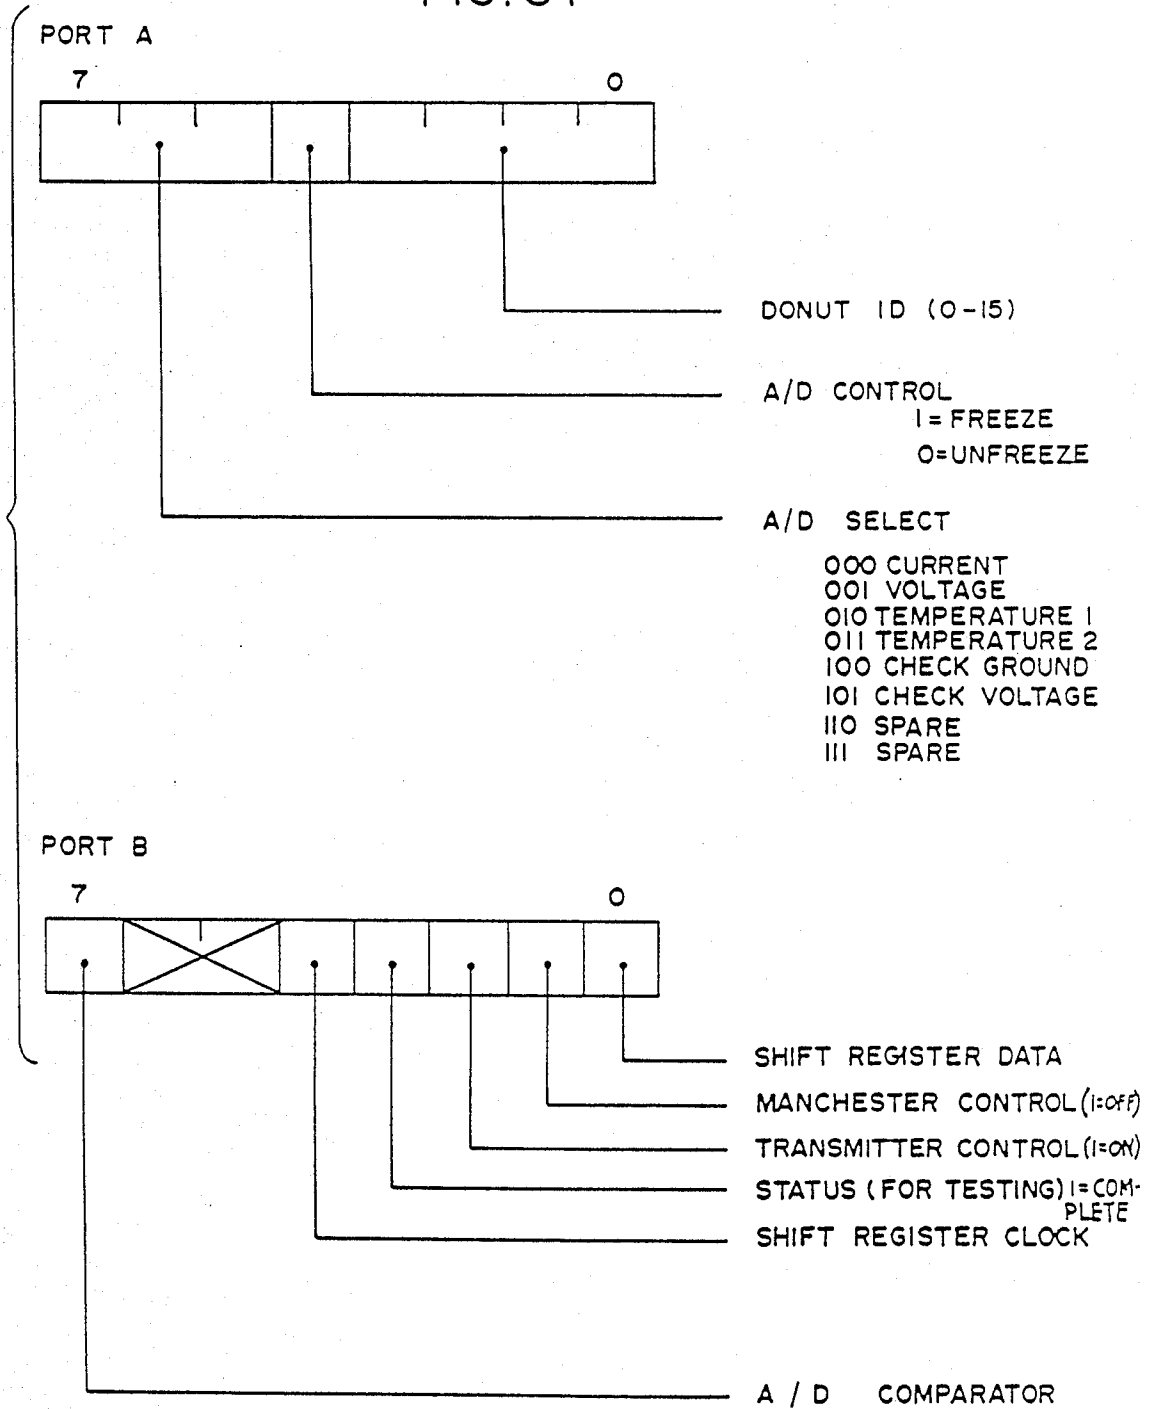 PORT A
7 0
DONUT ID (0-15)
A/D CONTROL
1= FREEZE
0=UNFREEZE
A/D SELECT
000 CURRENT
001 VOLTAGE
010 TEMPERATURE 1
011 TEMPERATURE 2
100 CHECK GROUND
101 CHECK VOLTAGE
110 SPARE
111 SPARE
PORT B
7 0
SHIFT REGISTER DATA
MANCHESTER CONTROL (1=OFF)
TRANSMITTER CONTROL (1=ON)
STATUS (FOR TESTING) 1=COM-
PLETE
SHIFT REGISTER CLOCK
A / D COMPARATOR